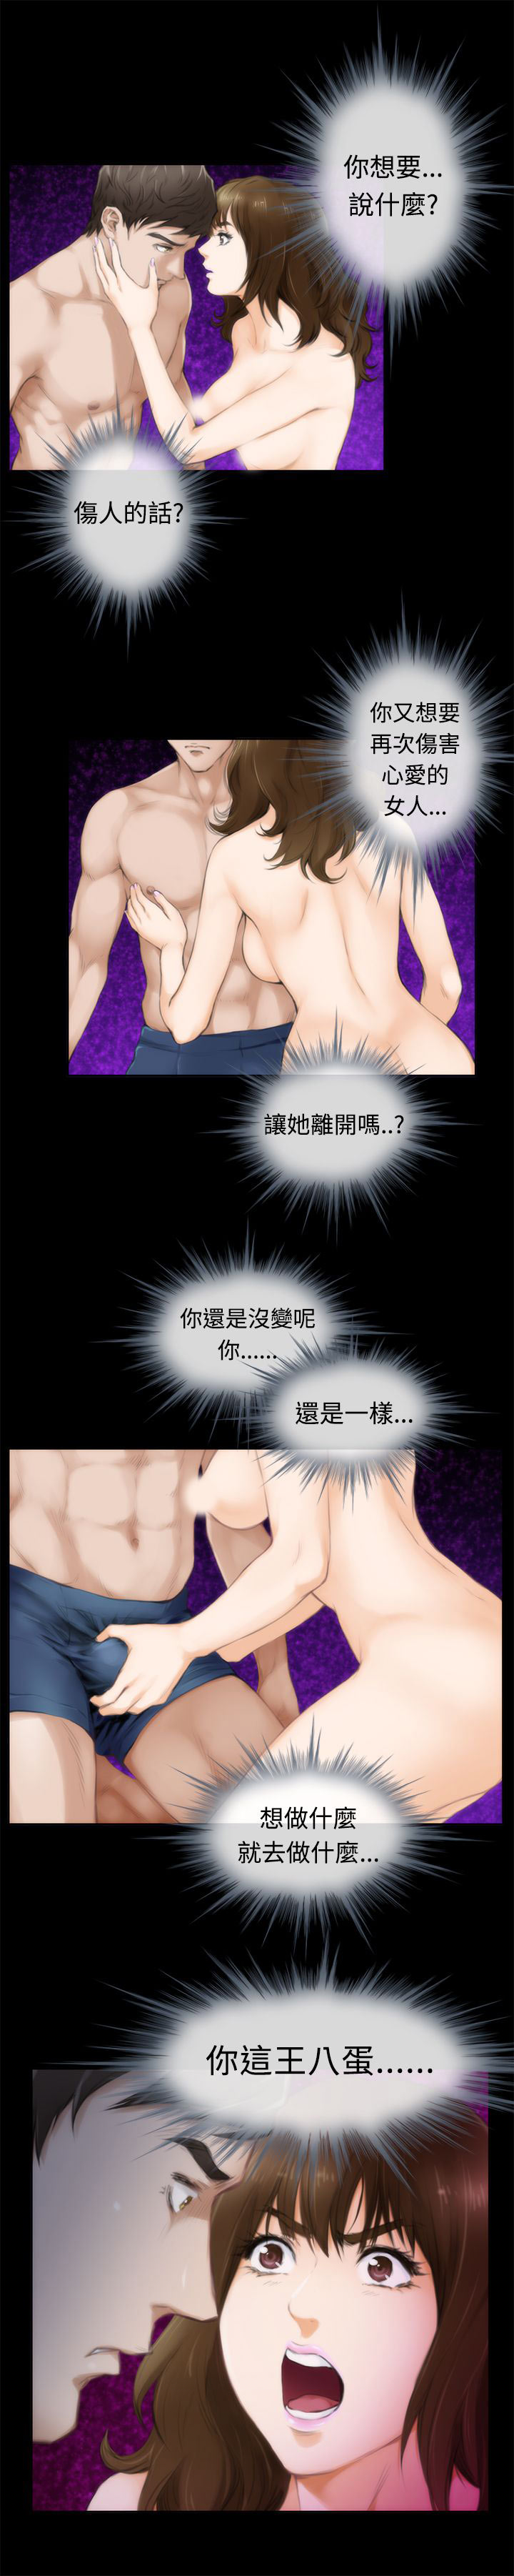 你想要...
說什麼?
傷人的話?
你又想要
再次傷害
心愛的
女人...
讓她離開嗎..?
你還是沒變呢
你......
還是一樣...
想做什麼
就去做什麼...
你這王八蛋......